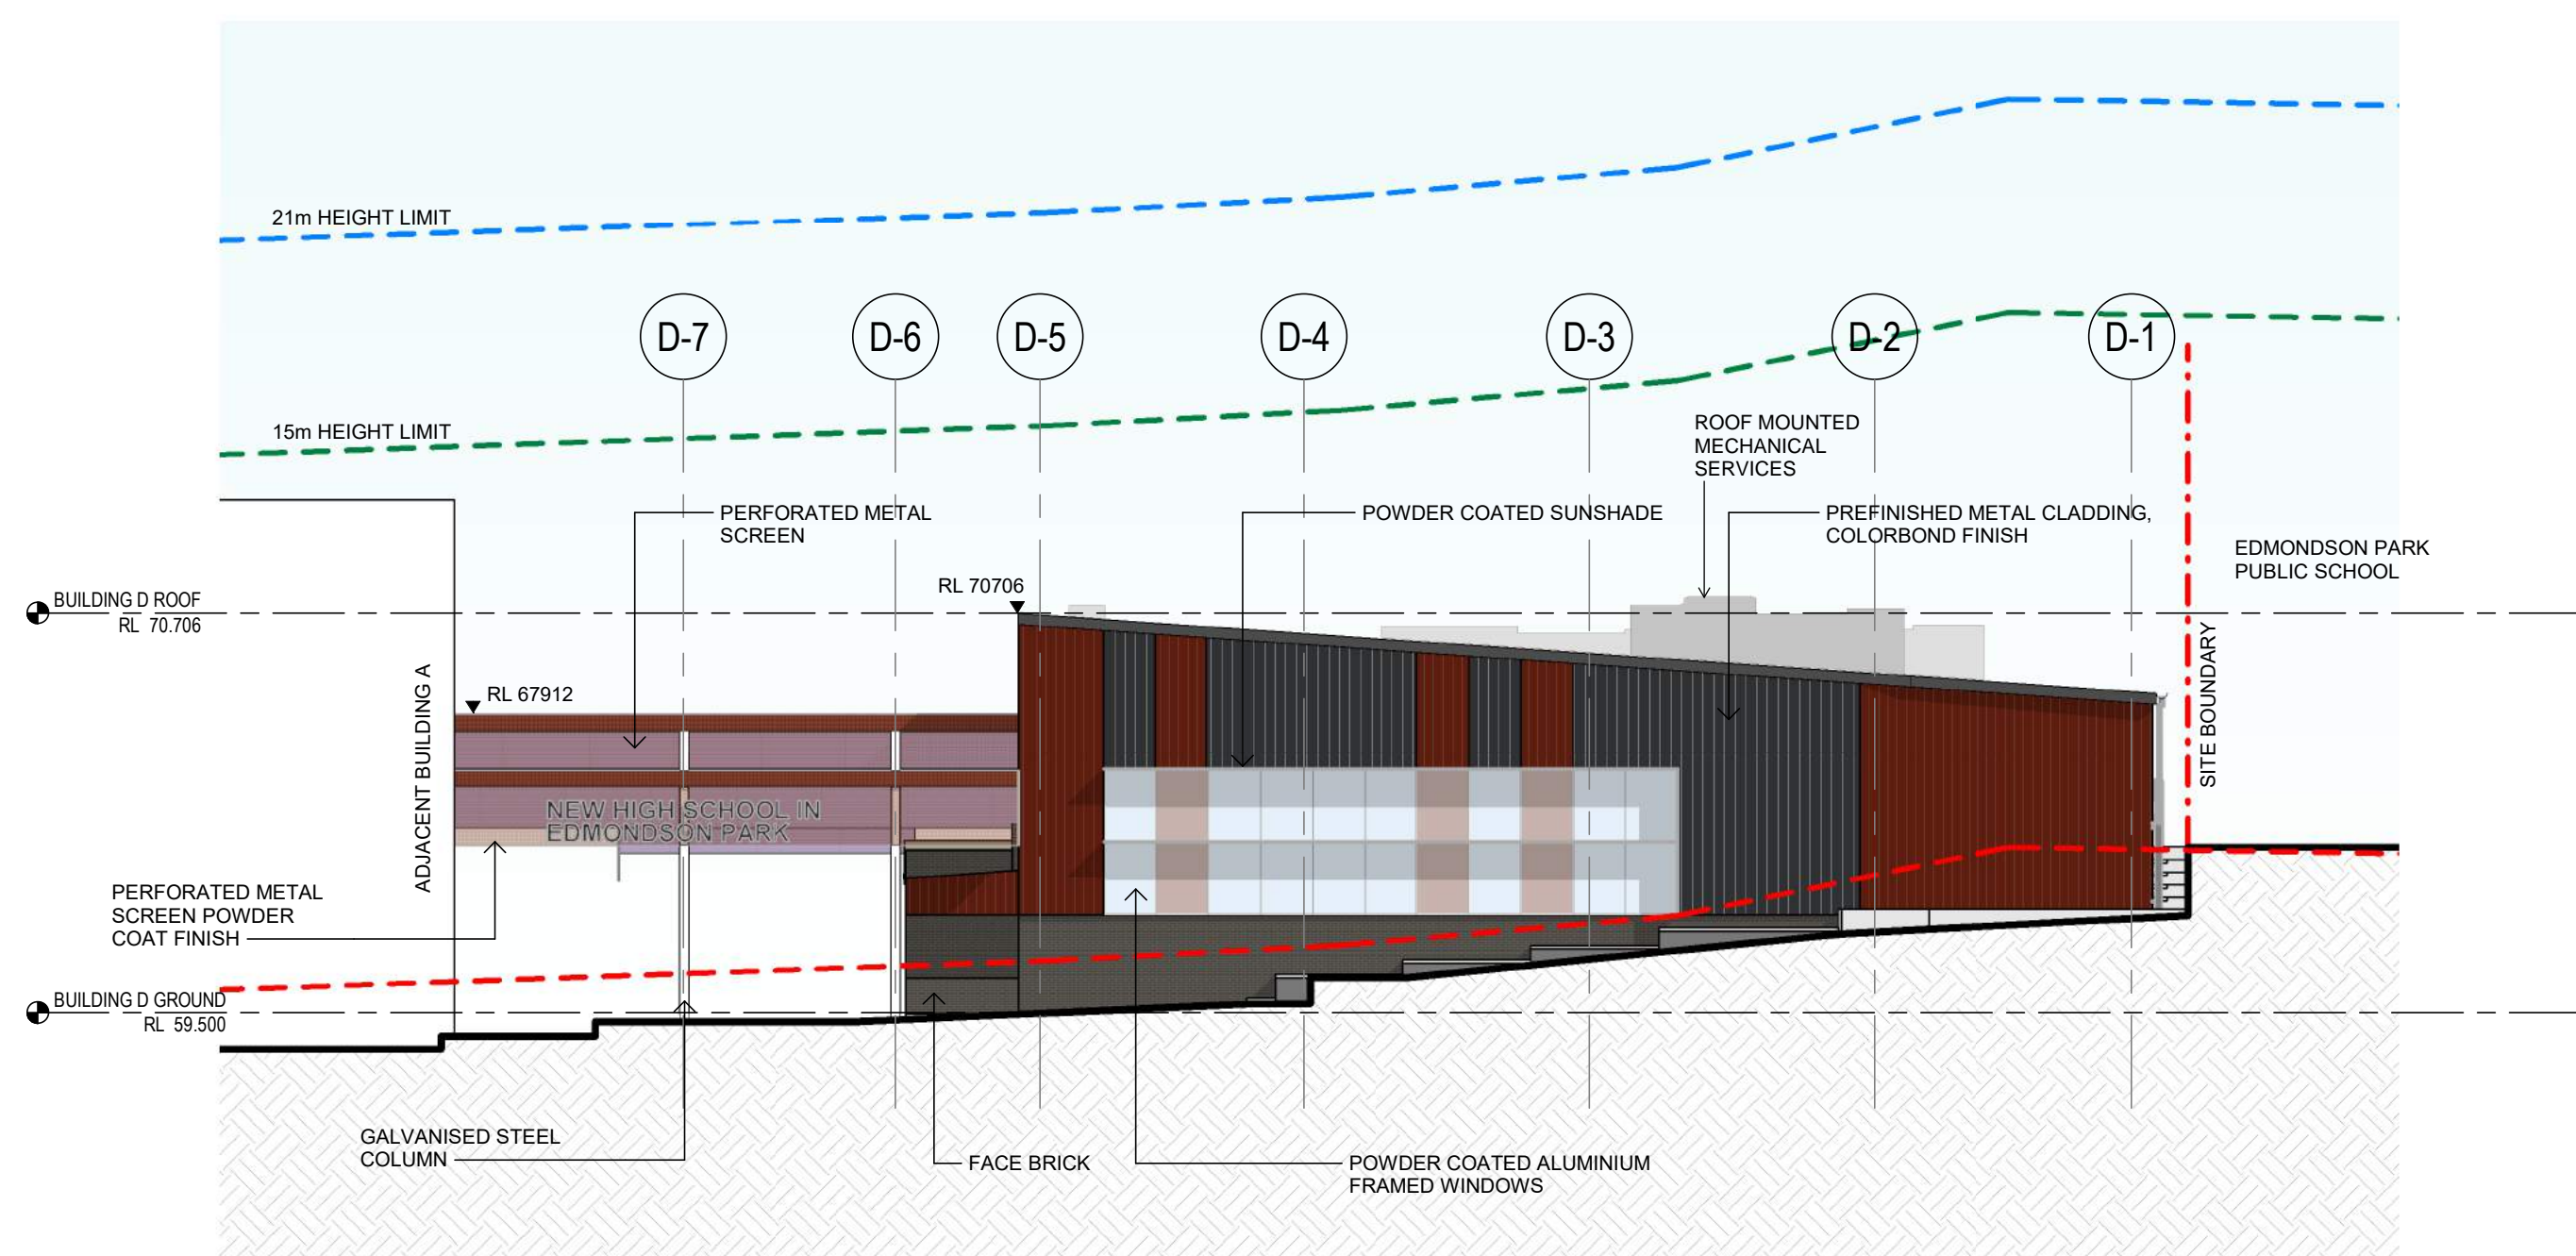 21m HEIGHT LIMIT
D-7
D-6
D-5
D-4
D-3
D-2
D-1
15m HEIGHT LIMIT
ROOF MOUNTED
MECHANICAL
SERVICES
PERFORATED METAL
SCREEN
POWDER COATED SUNSHADE
PREFINISHED METAL CLADDING,
COLORBOND FINISH
EDMONDSON PARK
PUBLIC SCHOOL
BUILDING D ROOF
RL 70.706
RL 70706
ADJACENT BUILDING A
RL 67912
SITE BOUNDARY
NEW HIGH SCHOOL IN
EDMONDSON PARK
PERFORATED METAL
SCREEN POWDER
COAT FINISH
BUILDING D GROUND
RL 59.500
GALVANISED STEEL
COLUMN
FACE BRICK
POWDER COATED ALUMINIUM
FRAMED WINDOWS